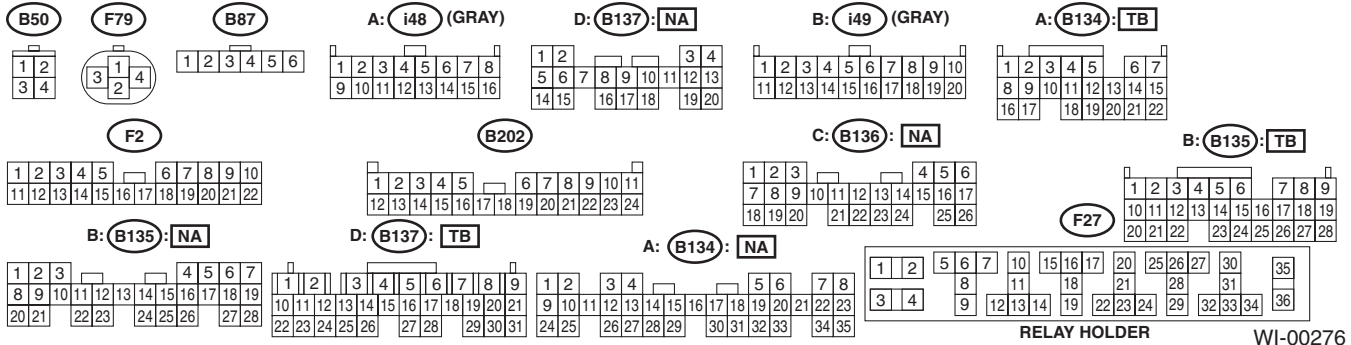 B50 F79 B87 A: i48 (GRAY) D: B137 : NA B: i49 (GRAY) A: B134 : TB
1 2
3 4
1
3 4
2
1 2 3 4 5 6
1 2 3 4 5 6 7 8
9 10 11 12 13 14 15 16
1 2 3 4
5 6 7 8 9 10 11 12 13
14 15 16 17 18 19 20
1 2 3 4 5 6 7 8 9 10
11 12 13 14 15 16 17 18 19 20
1 2 3 4 5 6 7
8 9 10 11 12 13 14 15
16 17 18 19 20 21 22
F2 B202 C: B136 : NA B: B135 : TB
1 2 3 4 5 6 7 8 9 10
11 12 13 14 15 16 17 18 19 20 21 22
1 2 3 4 5 6 7 8 9 10 11
12 13 14 15 16 17 18 19 20 21 22 23 24
1 2 3 4 5 6
7 8 9 10 11 12 13 14 15 16 17
18 19 20 21 22 23 24 25 26
1 2 3 4 5 6 7 8 9
10 11 12 13 14 15 16 17 18 19
20 21 22 23 24 25 26 27 28
B: B135 : NA D: B137 : TB A: B134 : NA F27
1 2 3 4 5 6 7
8 9 10 11 12 13 14 15 16 17 18 19
20 21 22 23 24 25 26 27 28
1 2 3 4 5 6 7 8 9
10 11 12 13 14 15 16 17 18 19 20 21
22 23 24 25 26 27 28 29 30 31
1 2 3 4 5 6 7 8
9 10 11 12 13 14 15 16 17 18 19 20 21 22 23
24 25 26 27 28 29 30 31 32 33 34 35
1 2 5 6 7 10 15 16 17 20 25 26 27 30 35
8 11 18 21 28 31
3 4 9 12 13 14 19 22 23 24 29 32 33 34 36
RELAY HOLDER
WI-00276